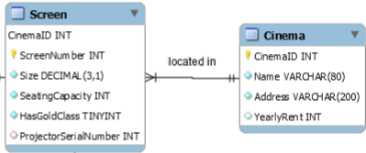 Screen
CinemaID INT
ScreenNumber INT
Size DECIMAL(3,1)
SeatingCapacity INT
HasGoldClass TINYINT
ProjectorSerialNumber INT
located in
Cinema
CinemaID INT
Name VARCHAR(80)
Address VARCHAR(200)
YearlyRent INT